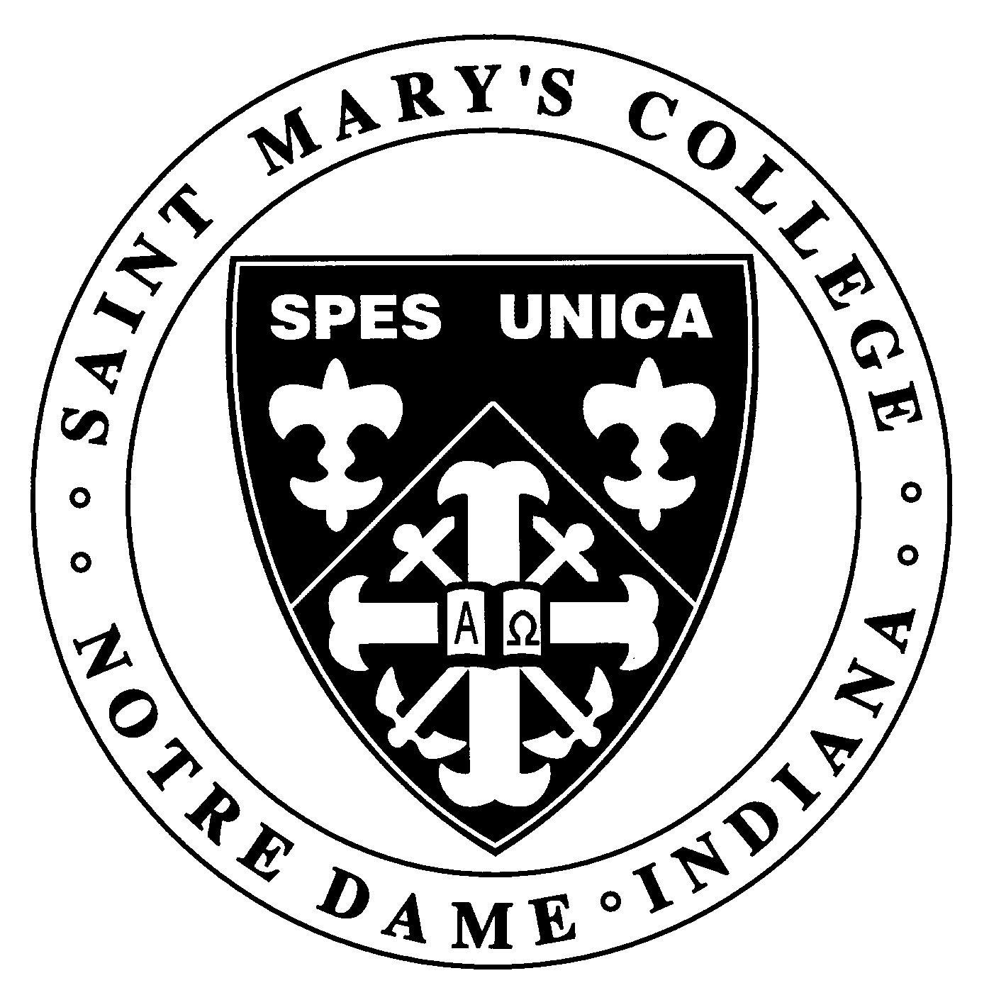 SAINT MARY'S COLLEGE
SPES UNICA
Α Ω
NOTRE DAME ∘ INDIANA